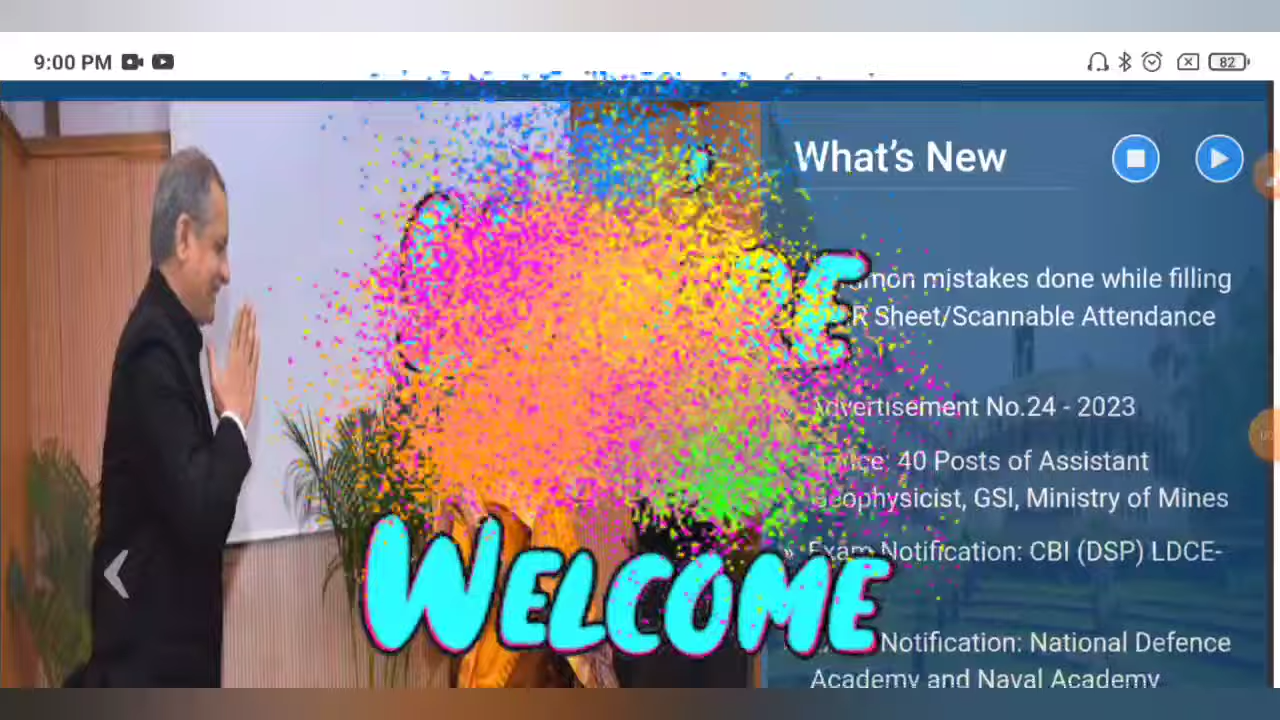 9:00 PM
82
What's New
mistakes done while filling
Sheet/Scannable Attendance
Advertisement No.24 - 2023
40 Posts of Assistant
Geophysicist, GSI, Ministry of Mines
» Exam Notification: CBI (DSP) LDCE-
Notification: National Defence
Academy and Naval Academy
WELCOME